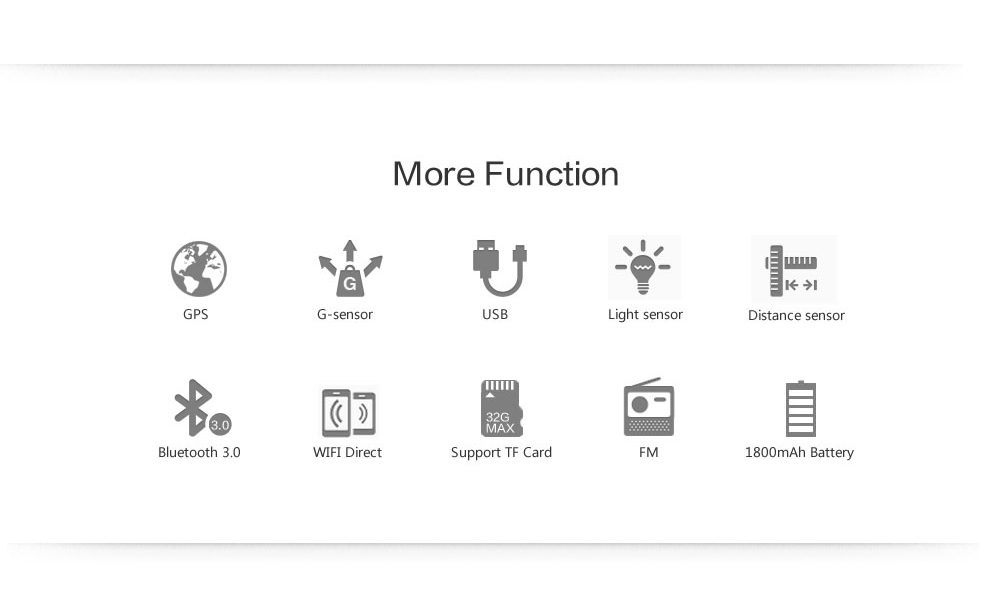 More Function
G
GPS
G-sensor
USB
Light sensor
Distance sensor
3.0
32G
MAX
Bluetooth 3.0
WIFI Direct
Support TF Card
FM
1800mAh Battery